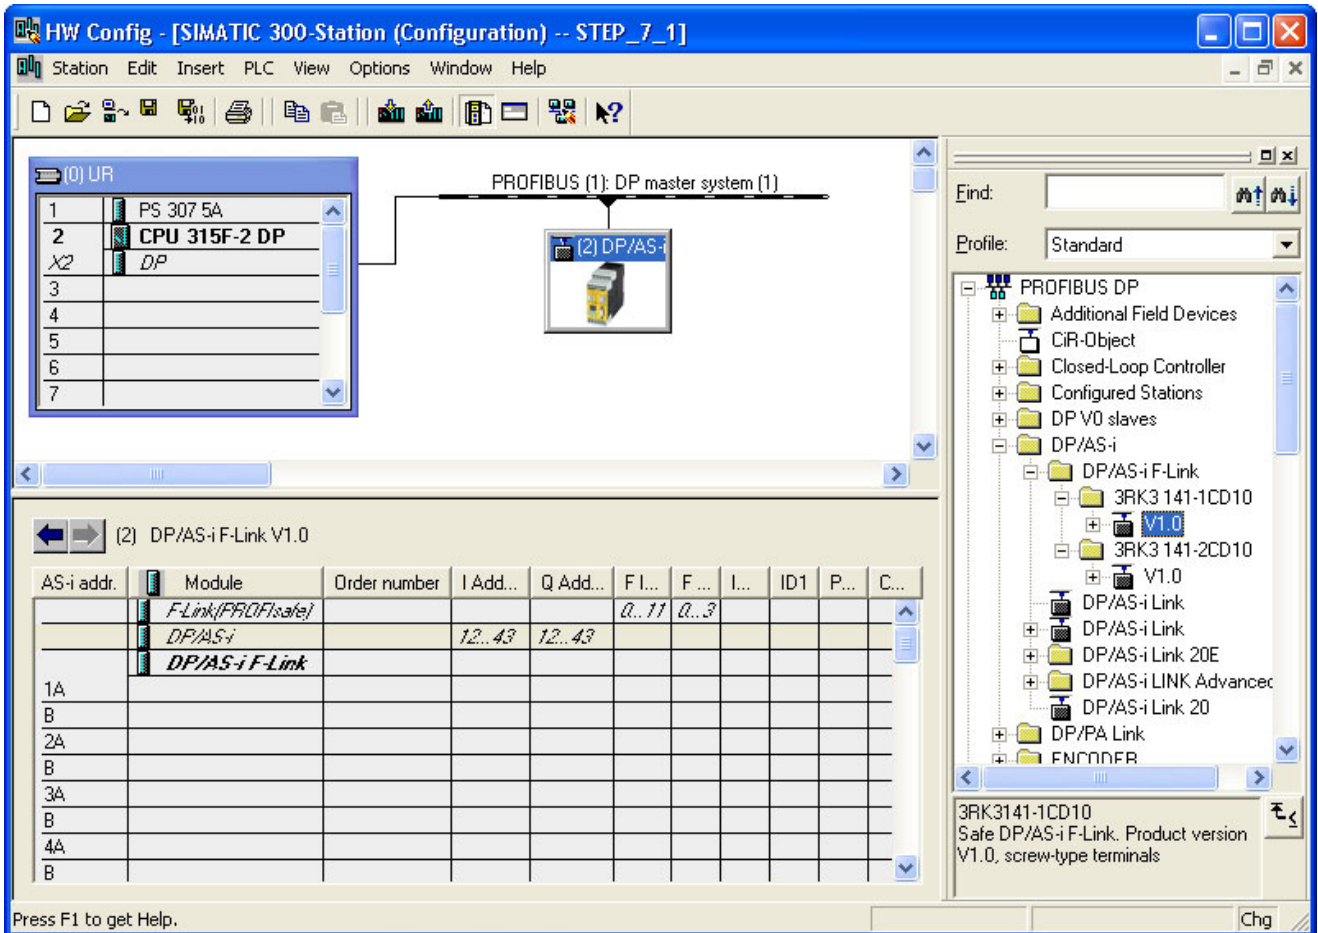 HW Config - [SIMATIC 300-Station (Configuration) -- STEP_7_1]
Station Edit Insert PLC View Options Window Help
(0) UR
1 PS 307 5A
2 CPU 315F-2 DP
X2 DP
3
4
5
6
7
PROFIBUS (1): DP master system (1)
(2) DP/AS-i
(2) DP/AS-i F-Link V1.0
AS-i addr. Module Order number I Add... Q Add... F I... F ... I... ID1 P... C...
F-Link(PROFIsafe) 0...11 0...3
DP/AS-i 12...43 12...43
DP/AS-i F-Link
1A
B
2A
B
3A
B
4A
B
Find:
Profile: Standard
PROFIBUS DP
Additional Field Devices
CiR-Object
Closed-Loop Controller
Configured Stations
DP V0 slaves
DP/AS-i
DP/AS-i F-Link
3RK3 141-1CD10
V1.0
3RK3 141-2CD10
V1.0
DP/AS-i Link
DP/AS-i Link
DP/AS-i Link 20E
DP/AS-i LINK Advanced
DP/AS-i Link 20
DP/PA Link
ENCODER
3RK3141-1CD10
Safe DP/AS-i F-Link. Product version
V1.0, screw-type terminals
Press F1 to get Help.
Chg